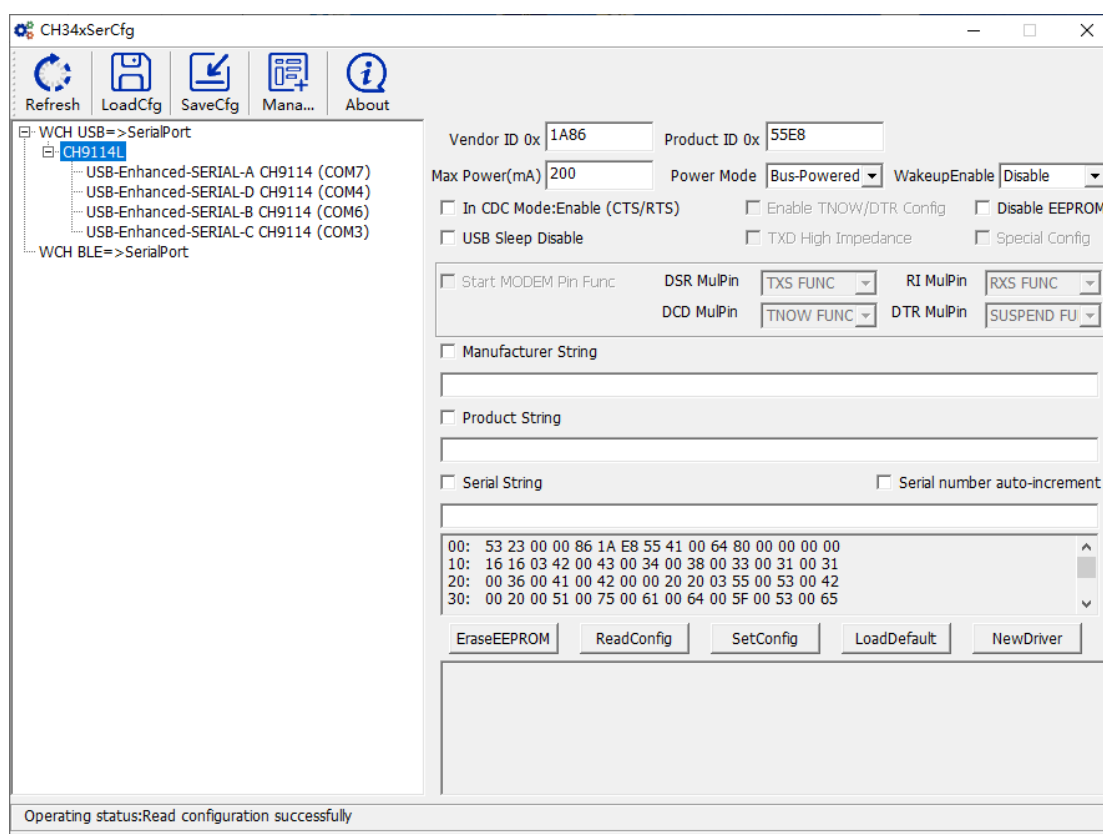 CH34xSerCfg
Refresh LoadCfg SaveCfg Mana... About
WCH USB=>SerialPort
CH9114L
USB-Enhanced-SERIAL-A CH9114 (COM7)
USB-Enhanced-SERIAL-D CH9114 (COM4)
USB-Enhanced-SERIAL-B CH9114 (COM6)
USB-Enhanced-SERIAL-C CH9114 (COM3)
WCH BLE=>SerialPort
Vendor ID 0x 1A86 Product ID 0x 55E8
Max Power(mA) 200 Power Mode Bus-Powered WakeupEnable Disable
In CDC Mode:Enable (CTS/RTS) Enable TNOW/DTR Config Disable EEPROM
USB Sleep Disable TXD High Impedance Special Config
Start MODEM Pin Func DSR MulPin TXS FUNC RI MulPin RXS FUNC
DCD MulPin TNOW FUNC DTR MulPin SUSPEND FU
Manufacturer String
Product String
Serial String Serial number auto-increment
00: 53 23 00 00 86 1A E8 55 41 00 64 80 00 00 00 00
10: 16 16 03 42 00 43 00 34 00 38 00 33 00 31 00 31
20: 00 36 00 41 00 42 00 00 20 20 03 55 00 53 00 42
30: 00 20 00 51 00 75 00 61 00 64 00 5F 00 53 00 65
EraseEEPROM ReadConfig SetConfig LoadDefault NewDriver
Operating status:Read configuration successfully